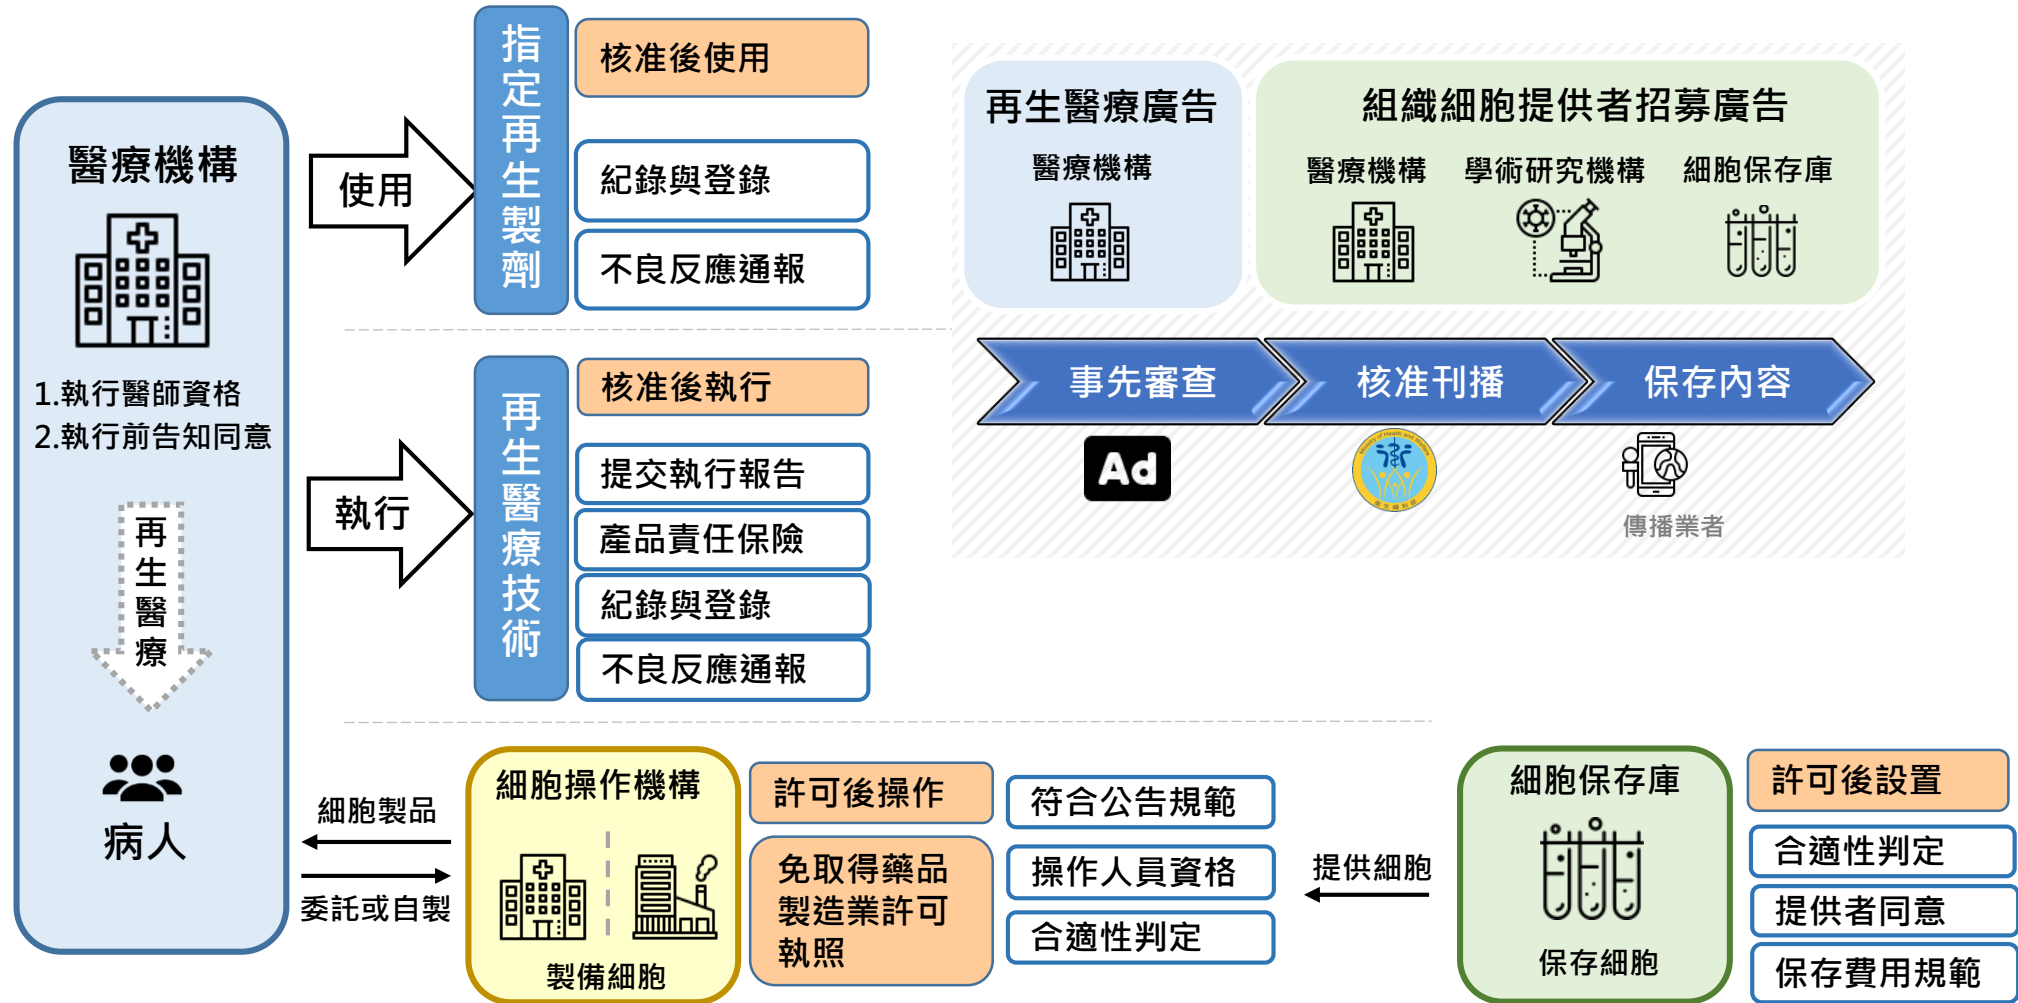 醫療機構
1.執行醫師資格
2.執行前告知同意
再生醫療
病人
使用
指定再生製劑
核准後使用
紀錄與登錄
不良反應通報
執行
再生醫療技術
核准後執行
提交執行報告
產品責任保險
紀錄與登錄
不良反應通報
再生醫療廣告
醫療機構
組織細胞提供者招募廣告
醫療機構
學術研究機構
細胞保存庫
事先審查
核准刊播
保存內容
Ad
Ministry of Health and Welfare
衛生福利部
傳播業者
細胞製品
委託或自製
細胞操作機構
製備細胞
許可後操作
免取得藥品
製造業許可
執照
符合公告規範
操作人員資格
合適性判定
提供細胞
細胞保存庫
保存細胞
許可後設置
合適性判定
提供者同意
保存費用規範